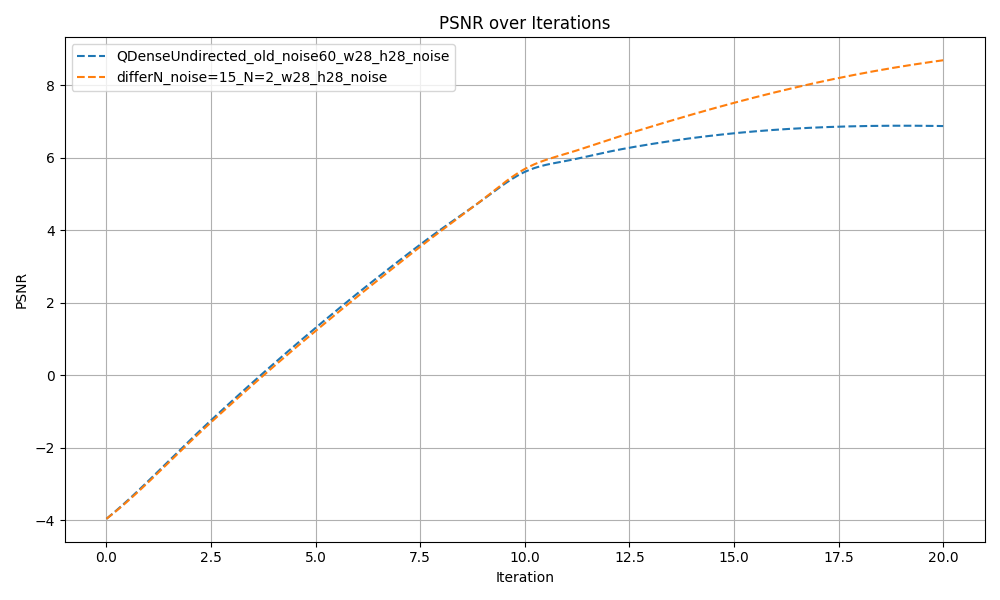 PSNR over Iterations
QDenseUndirected_old_noise60_w28_h28_noise
differN_noise=15_N=2_w28_h28_noise
PSNR
8
6
4
2
0
−2
−4
0.0 2.5 5.0 7.5 10.0 12.5 15.0 17.5 20.0
Iteration